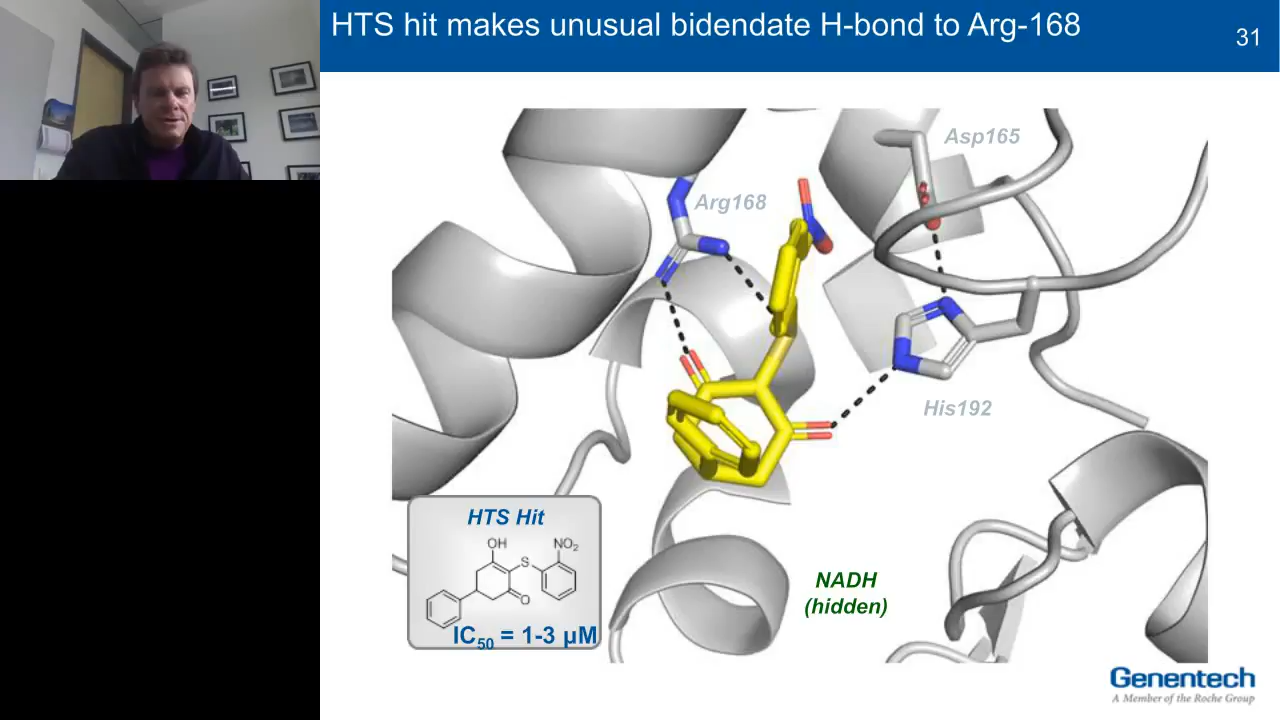 HTS hit makes unusual bidendate H-bond to Arg-168
31
Asp165
Arg168
His192
HTS Hit
OH
NO₂
S
O
IC₅₀ = 1-3 µM
NADH
(hidden)
Genentech
A Member of the Roche Group